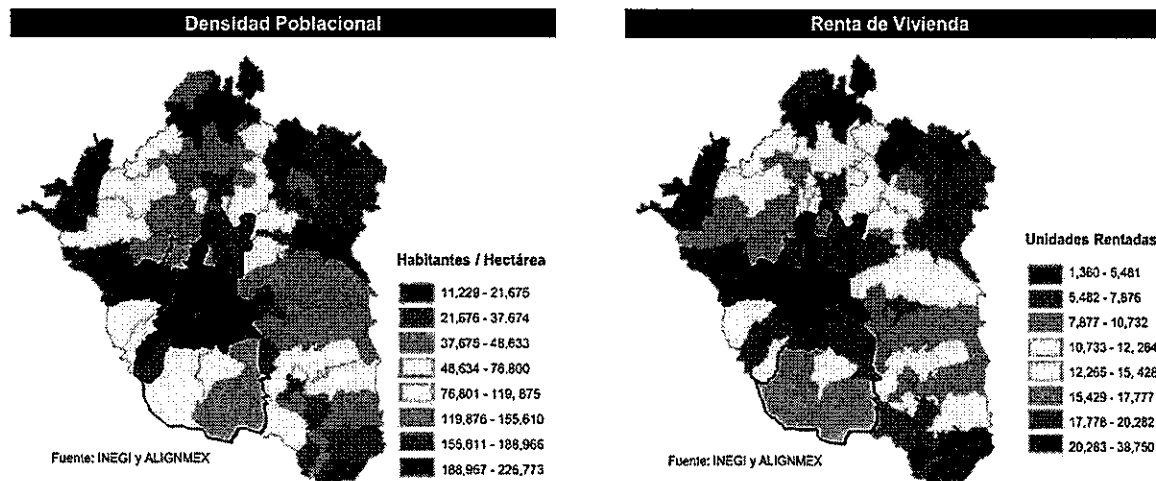 Densidad Poblacional
Habitantes / Hectárea
11,229 - 21,675
21,676 - 37,674
37,675 - 48,633
48,634 - 76,800
76,801 - 119, 875
119,876 - 155,610
155,611 - 188,966
188,967 - 226,773
Fuente: INEGI y ALIGNMEX
Renta de Vivienda
Unidades Rentadas
1,360 - 5,481
5,482 - 7,876
7,877 - 10,732
10,733 - 12, 264
12,265 - 15, 428
15,429 - 17,777
17,778 - 20,282
20,283 - 38,750
Fuente: INEGI y ALIGNMEX